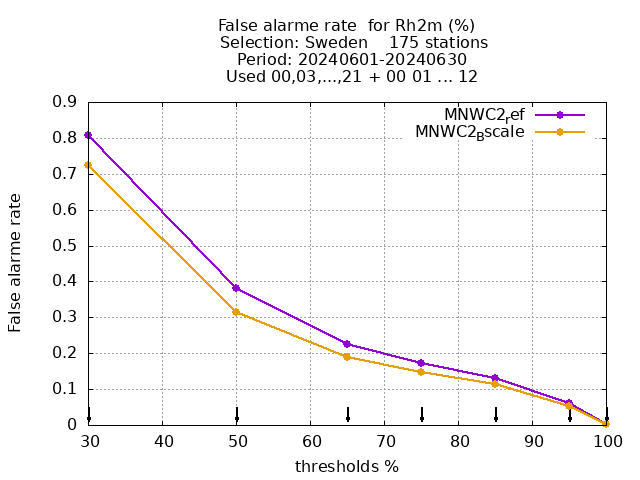 False alarme rate  for Rh2m (%)
Selection: Sweden    175 stations
Period: 20240601-20240630
Used 00,03,...,21 + 00 01 ... 12
MNWC2ref
MNWC2Bscale
0.9
0.8
0.7
0.6
0.5
0.4
0.3
0.2
0.1
0
False alarme rate
30 40 50 60 70 80 90 100
thresholds %